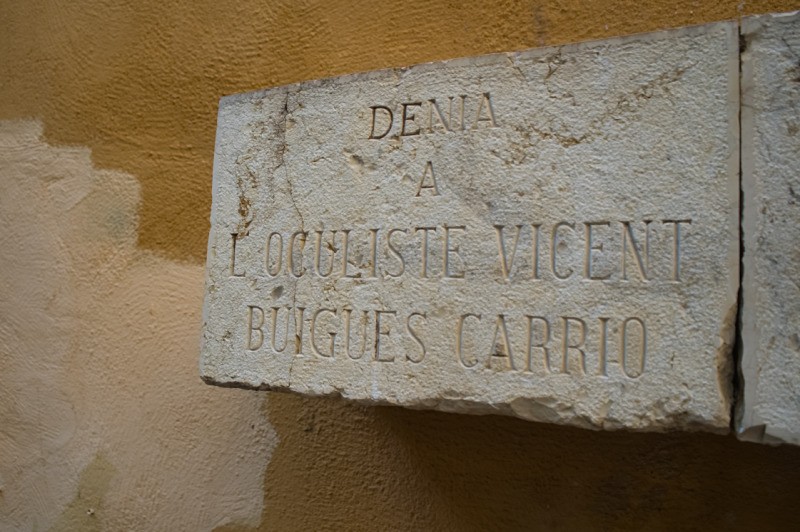 DENIA
A
L OCULISTE VICENT
BUIGUES CARRIO